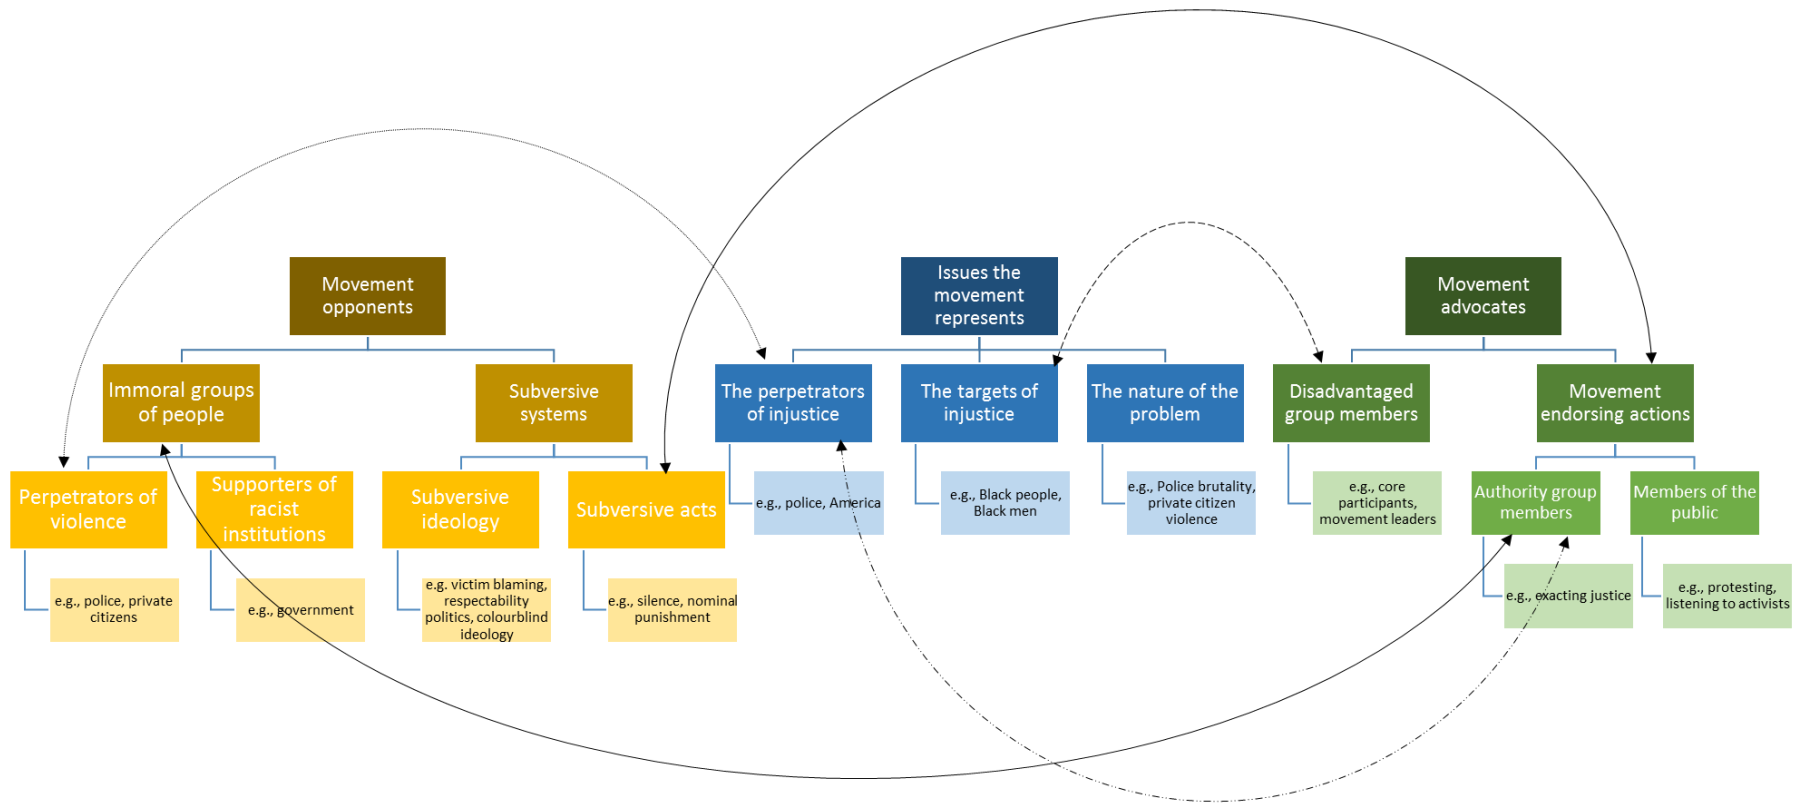 Movement
opponents
Issues the
movement
represents
Movement
advocates
Immoral groups
of people
Subversive
systems
The perpetrators
of injustice
The targets of
injustice
The nature of the
problem
Disadvantaged
group members
Movement
endorsing actions
Perpetrators of
violence
Supporters of
racist
institutions
Subversive
ideology
Subversive acts
e.g., police, America
e.g., Black people,
Black men
e.g., Police brutality,
private citizen
violence
e.g., core
participants,
movement leaders
Authority group
members
Members of the
public
e.g., police, private
citizens
e.g., government
e.g. victim blaming,
respectability
politics, colourblind
ideology
e.g., silence, nominal
punishment
e.g., exacting justice
e.g., protesting,
listening to activists